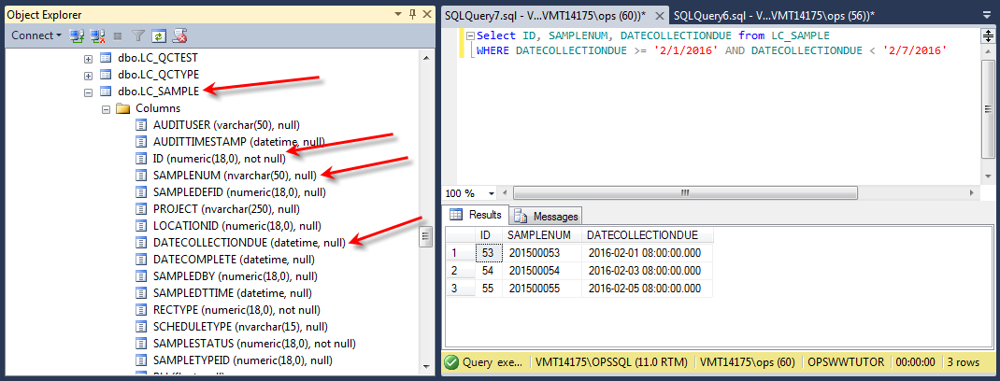 Object Explorer
Connect
dbo.LC_QCTEST
dbo.LC_QCTYPE
dbo.LC_SAMPLE
Columns
AUDITUSER (varchar(50), null)
AUDITTIMESTAMP (datetime, null)
ID (numeric(18,0), not null)
SAMPLENUM (nvarchar(50), null)
SAMPLEDEFID (numeric(18,0), null)
PROJECT (nvarchar(250), null)
LOCATIONID (numeric(18,0), null)
DATECOLLECTIONDUE (datetime, null)
DATECOMPLETE (datetime, null)
SAMPLEDBY (numeric(18,0), null)
SAMPLEDTTIME (datetime, null)
RECTYPE (numeric(18,0), not null)
SCHEDULETYPE (nvarchar(15), null)
SAMPLESTATUS (numeric(18,0), not null)
SAMPLETYPEID (numeric(18,0), null)
SQLQuery7.sql - V...VMT14175\ops (60))* SQLQuery6.sql - V...VMT14175\ops (56))*
Select ID, SAMPLENUM, DATECOLLECTIONDUE from LC_SAMPLE
WHERE DATECOLLECTIONDUE >= '2/1/2016' AND DATECOLLECTIONDUE < '2/7/2016'
100 %
Results Messages
ID SAMPLENUM DATECOLLECTIONDUE
1 53 201500053 2016-02-01 08:00:00.000
2 54 201500054 2016-02-03 08:00:00.000
3 55 201500055 2016-02-05 08:00:00.000
Query exe... VMT14175\OPSSQL (11.0 RTM) VMT14175\ops (60) OPSWWTUTOR 00:00:00 3 rows